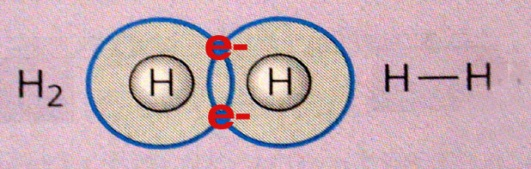 H₂ H e- e- H H—H